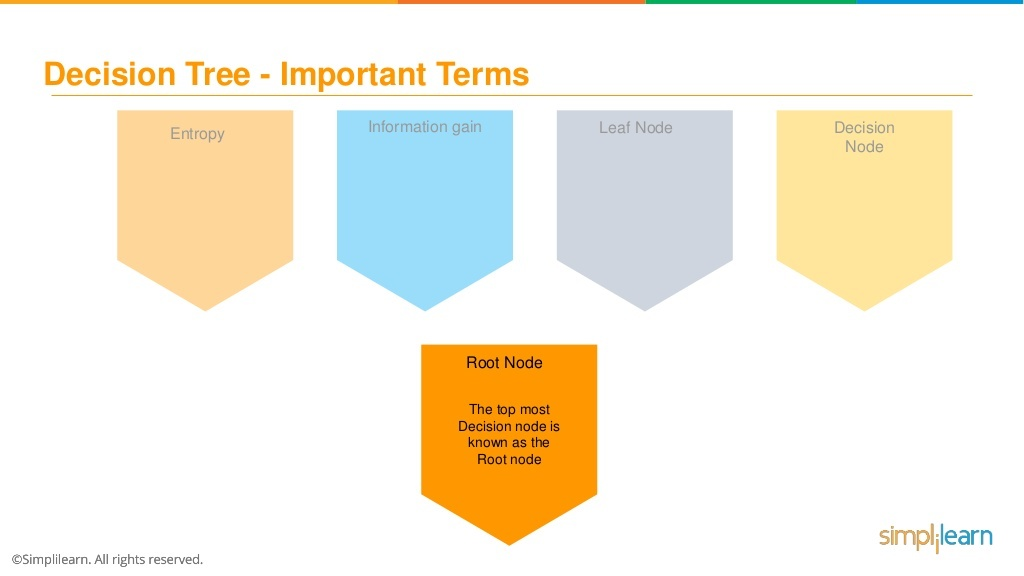 Decision Tree - Important Terms
Entropy
Information gain
Leaf Node
Decision
Node
Root Node
The top most
Decision node is
known as the
Root node
©Simplilearn. All rights reserved.
simplilearn